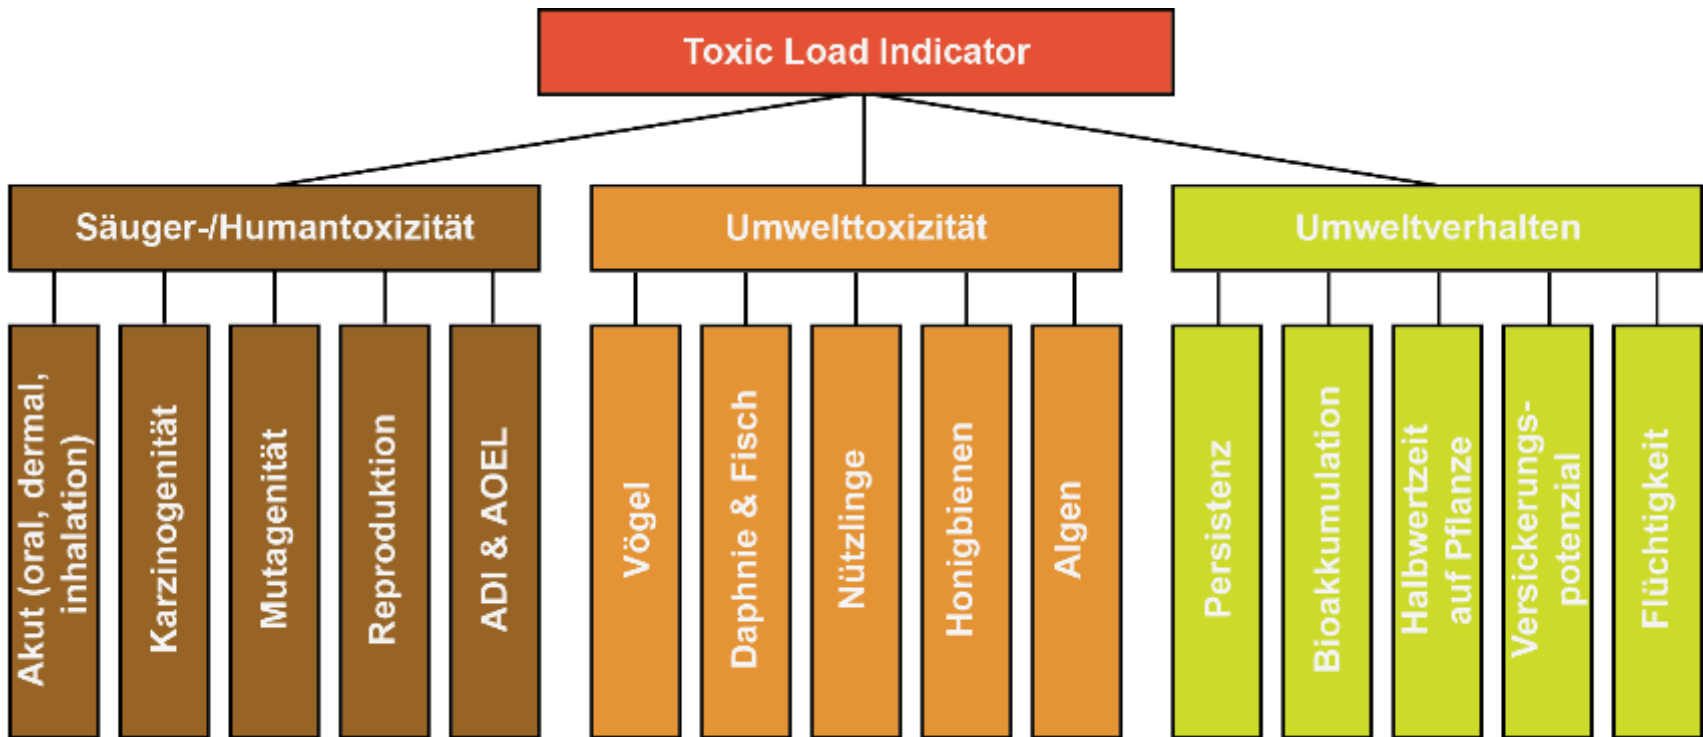 Toxic Load Indicator
Säuger-/Humantoxizität
Umwelttoxizität
Umweltverhalten
Akut (oral, dermal,
inhalation)
Karzinogenität
Mutagenität
Reproduktion
ADI & AOEL
Vögel
Daphnie & Fisch
Nützlinge
Honigbienen
Algen
Persistenz
Bioakkumulation
Halbwertzeit
auf Pflanze
Versickerungs-
potenzial
Flüchtigkeit